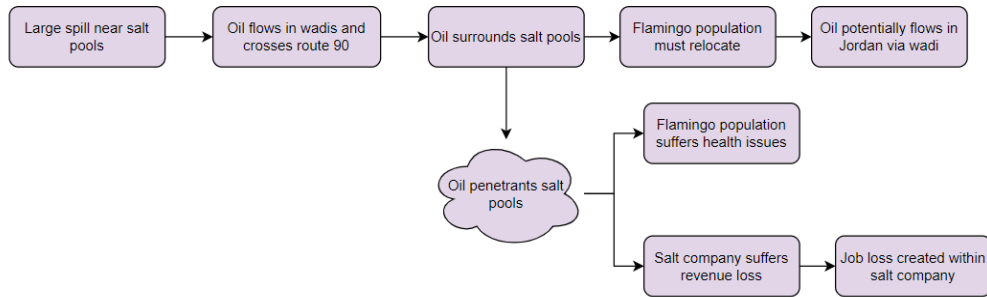 Large spill near salt
pools
Oil flows in wadis and
crosses route 90
Oil surrounds salt pools
Flamingo population
must relocate
Oil potentially flows in
Jordan via wadi
Oil penetrants salt
pools
Flamingo population
suffers health issues
Salt company suffers
revenue loss
Job loss created within
salt company